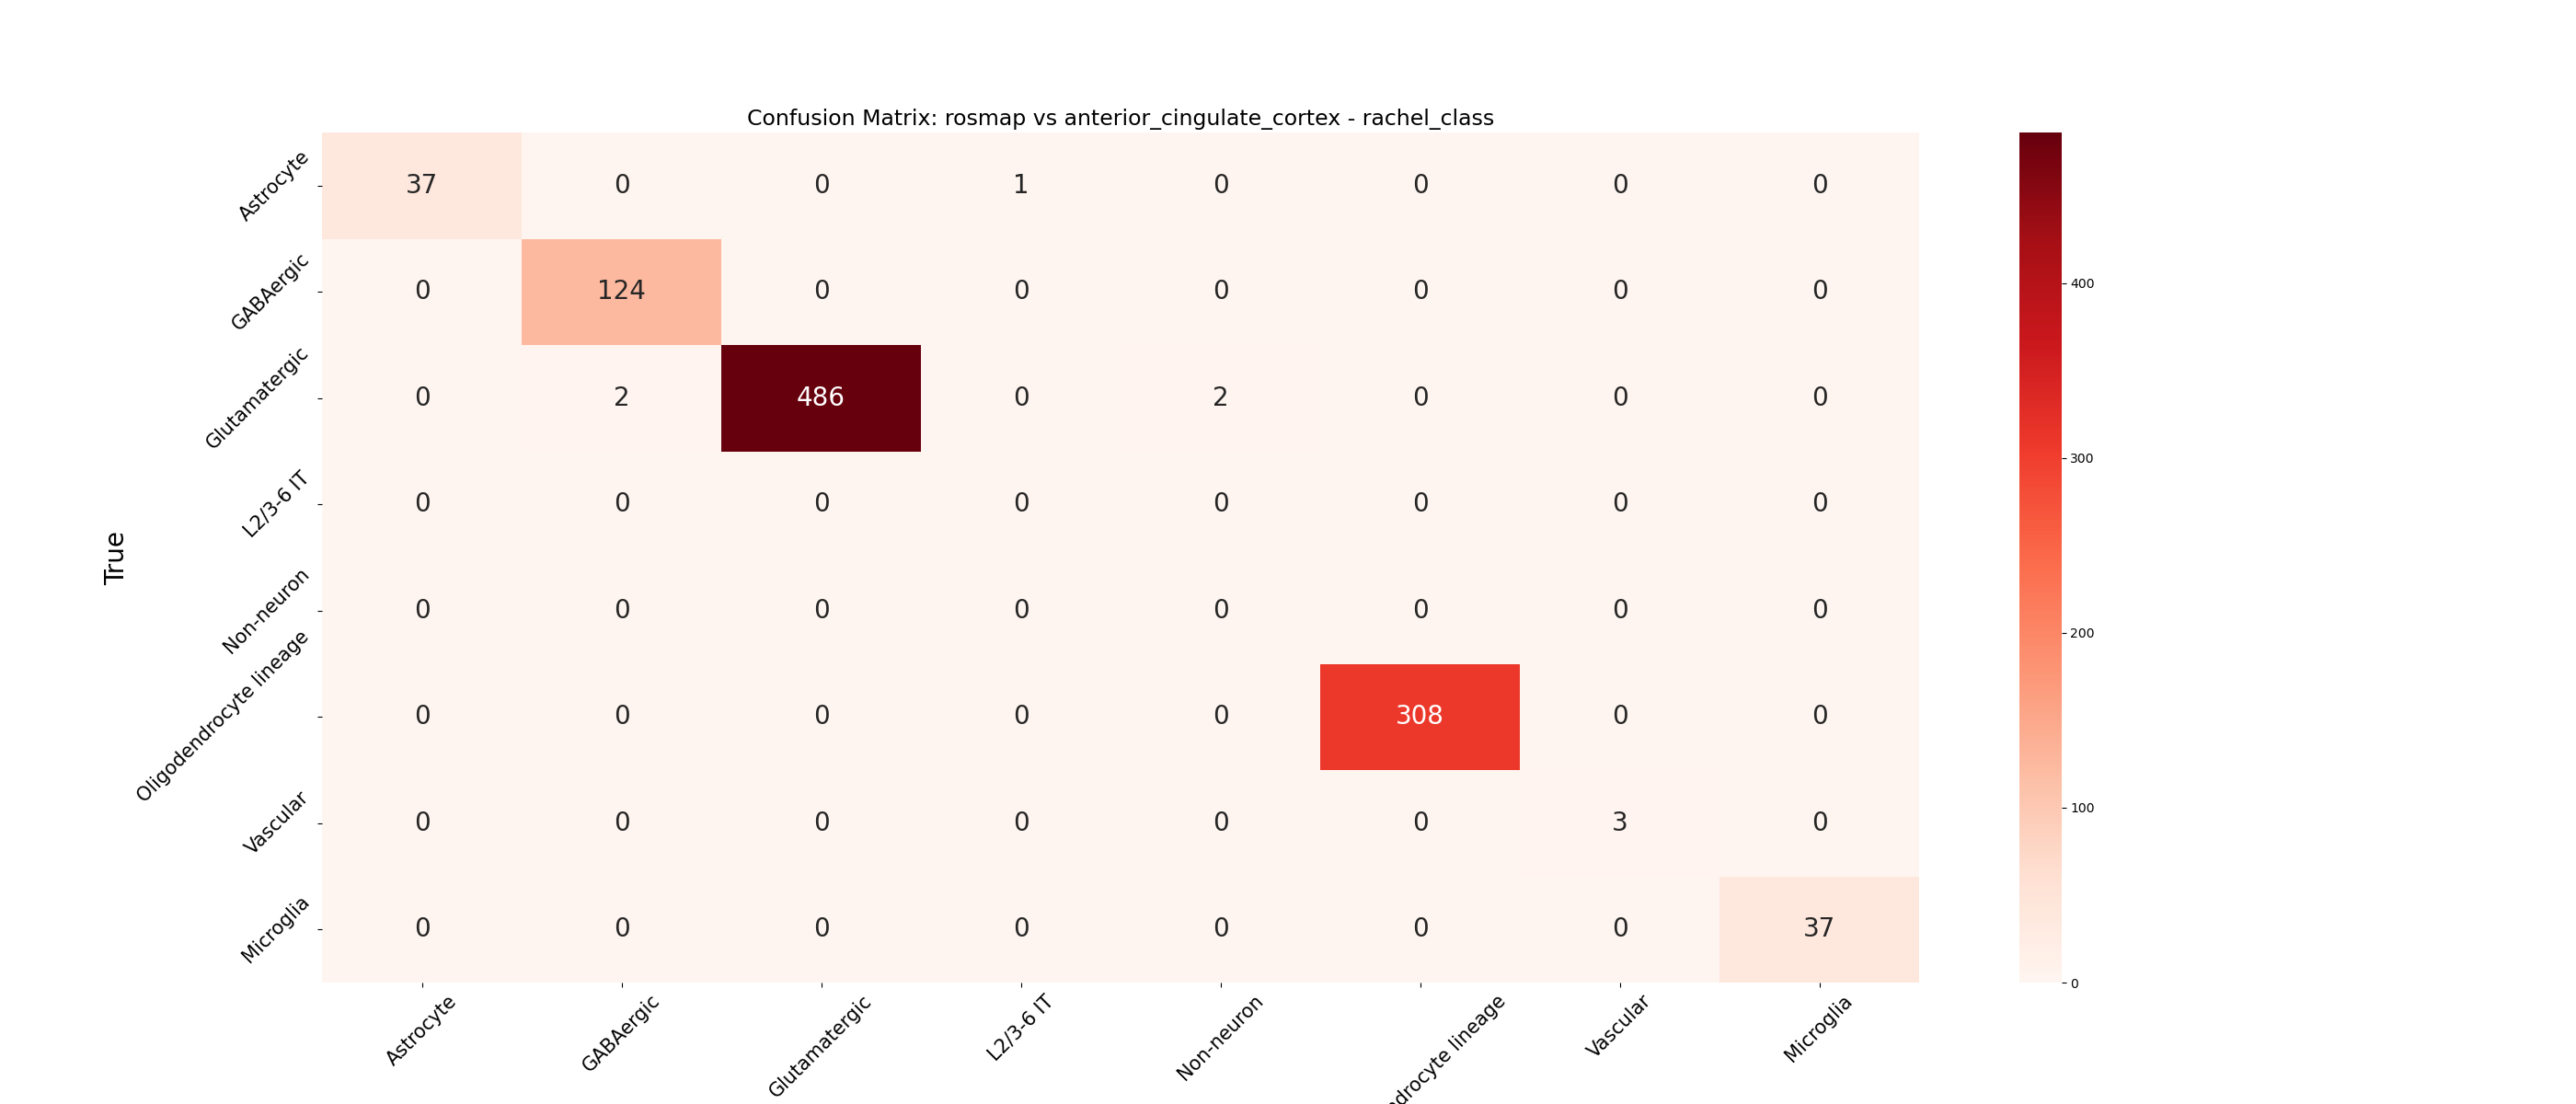 Confusion Matrix: rosmap vs anterior_cingulate_cortex - rachel_class
True
Astrocyte 37 0 0 1 0 0 0 0
GABAergic 0 124 0 0 0 0 0 0
Glutamatergic 0 2 486 0 2 0 0 0
L2/3-6 IT 0 0 0 0 0 0 0 0
Non-neuron 0 0 0 0 0 0 0 0
Oligodendrocyte lineage 0 0 0 0 0 308 0 0
Vascular 0 0 0 0 0 0 3 0
Microglia 0 0 0 0 0 0 0 37
Astrocyte GABAergic Glutamatergic L2/3-6 IT Non-neuron lineage Vascular Microglia
400
300
200
100
0